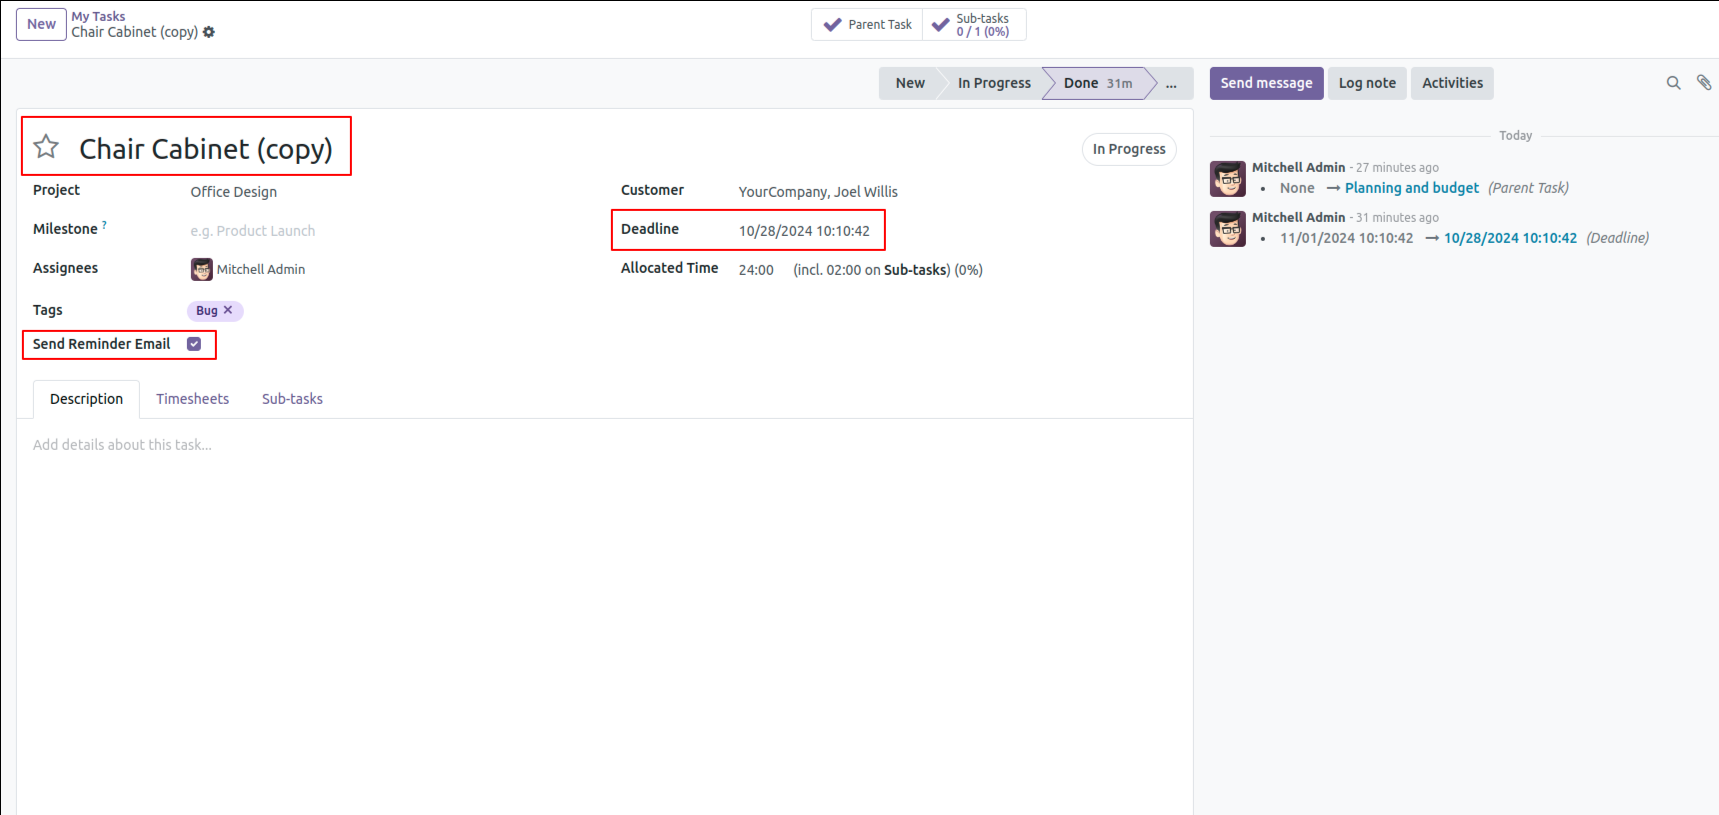 New
My Tasks
Chair Cabinet (copy)
Parent Task
Sub-tasks
0 / 1 (0%)
New
In Progress
Done 31m
...
Send message
Log note
Activities
Chair Cabinet (copy)
In Progress
Project
Office Design
Milestone ?
e.g. Product Launch
Assignees
Mitchell Admin
Tags
Bug ×
Send Reminder Email
Customer
YourCompany, Joel Willis
Deadline
10/28/2024 10:10:42
Allocated Time
24:00 (incl. 02:00 on Sub-tasks) (0%)
Description
Timesheets
Sub-tasks
Add details about this task...
Today
Mitchell Admin - 27 minutes ago
• None → Planning and budget (Parent Task)
Mitchell Admin - 31 minutes ago
• 11/01/2024 10:10:42 → 10/28/2024 10:10:42 (Deadline)